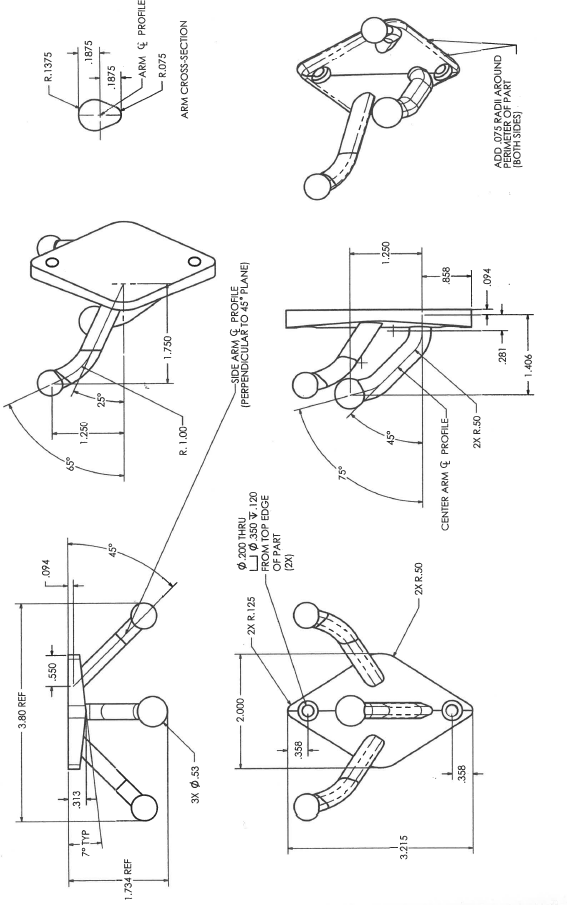 3.80 REF
.550
.094
45°
.313
7° TYP
1.734 REF
3X Ø.53
65°
1.250
25°
1.750
R.1.00
SIDE ARM ℄ PROFILE
(PERPENDICULAR TO 45° PLANE)
R.1375
.1875
.1875
ARM ℄ PROFILE
R.075
ARM CROSS-SECTION
2.000
2X R.125
Ø.200 THRU
⌴ Ø.350 ↧.120
FROM TOP EDGE
OF PART
(2X)
.358
3.215
.358
2X R.50
75°
45°
CENTER ARM ℄ PROFILE
2X R.50
1.250
.858
.094
.281
1.406
ADD .075 RADII AROUND
PERIMETER OF PART
(BOTH SIDES)